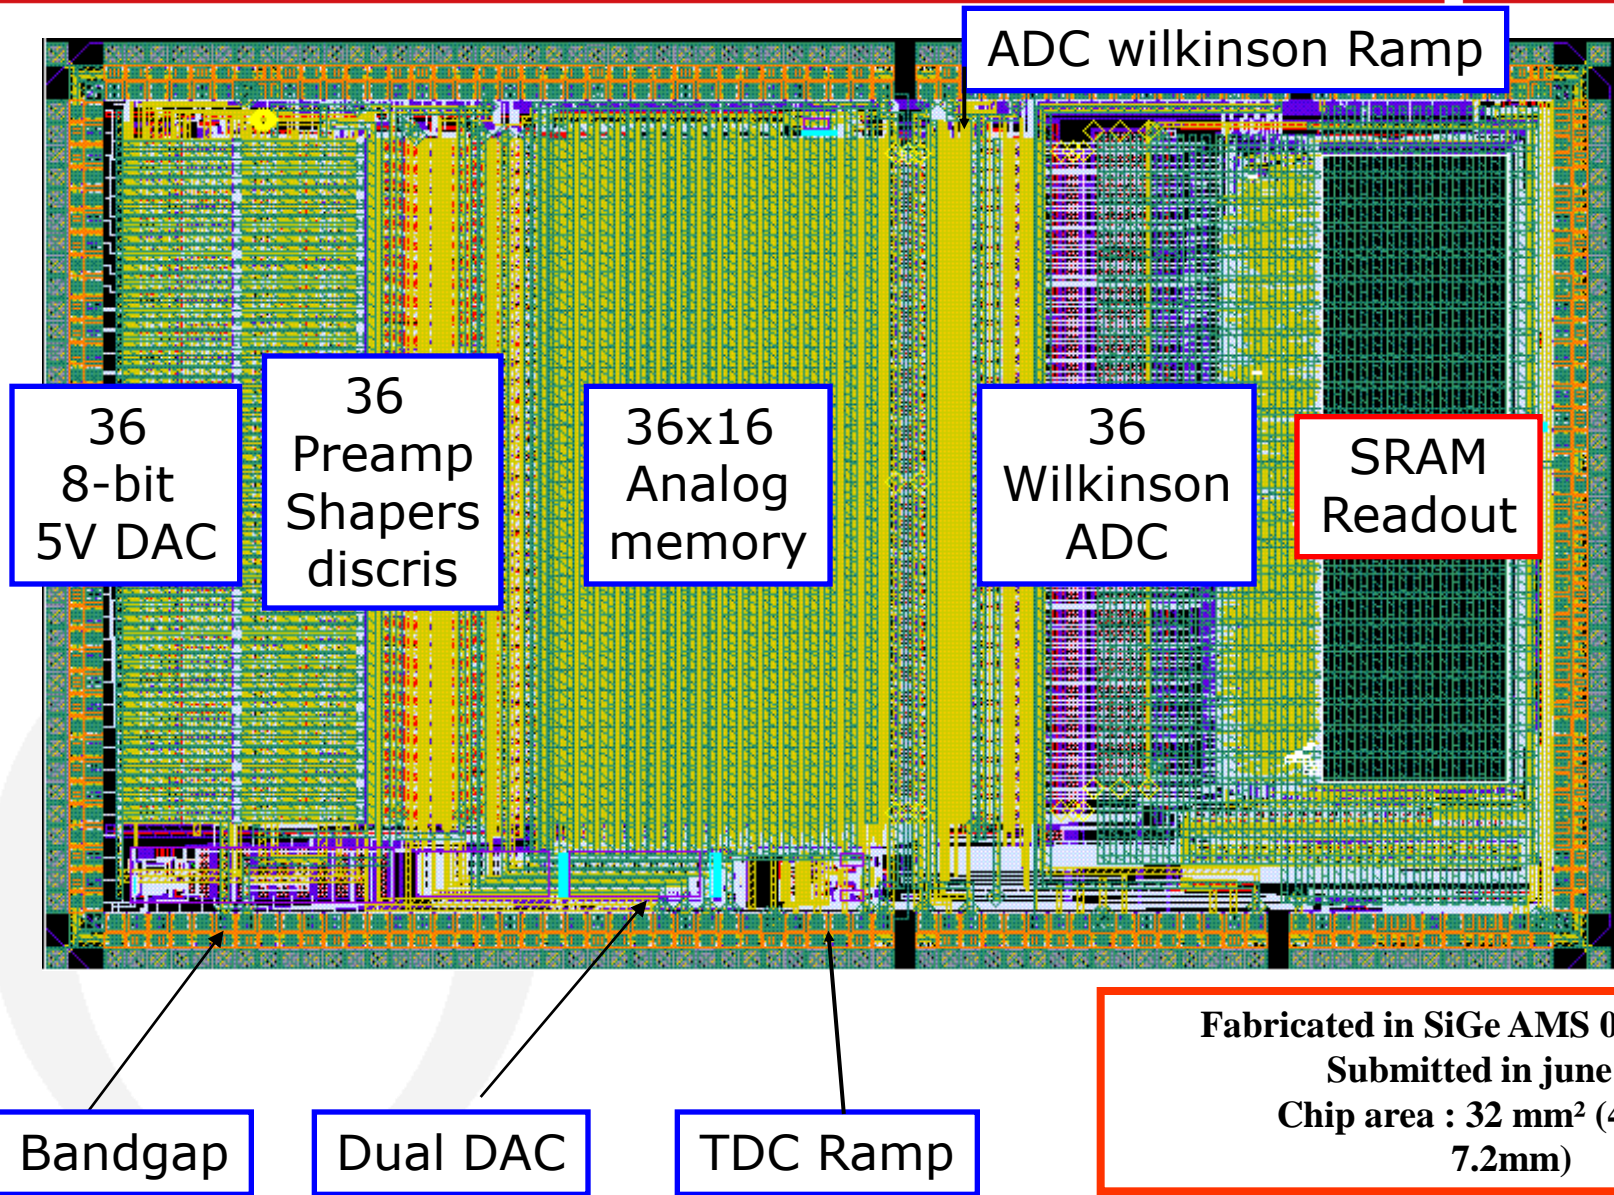 ADC wilkinson Ramp
36
8-bit
5V DAC
36
Preamp
Shapers
discris
36x16
Analog
memory
36
Wilkinson
ADC
SRAM
Readout
Bandgap
Dual DAC
TDC Ramp
Fabricated in SiGe AMS 0
Submitted in june
Chip area : 32 mm² (4
7.2mm)